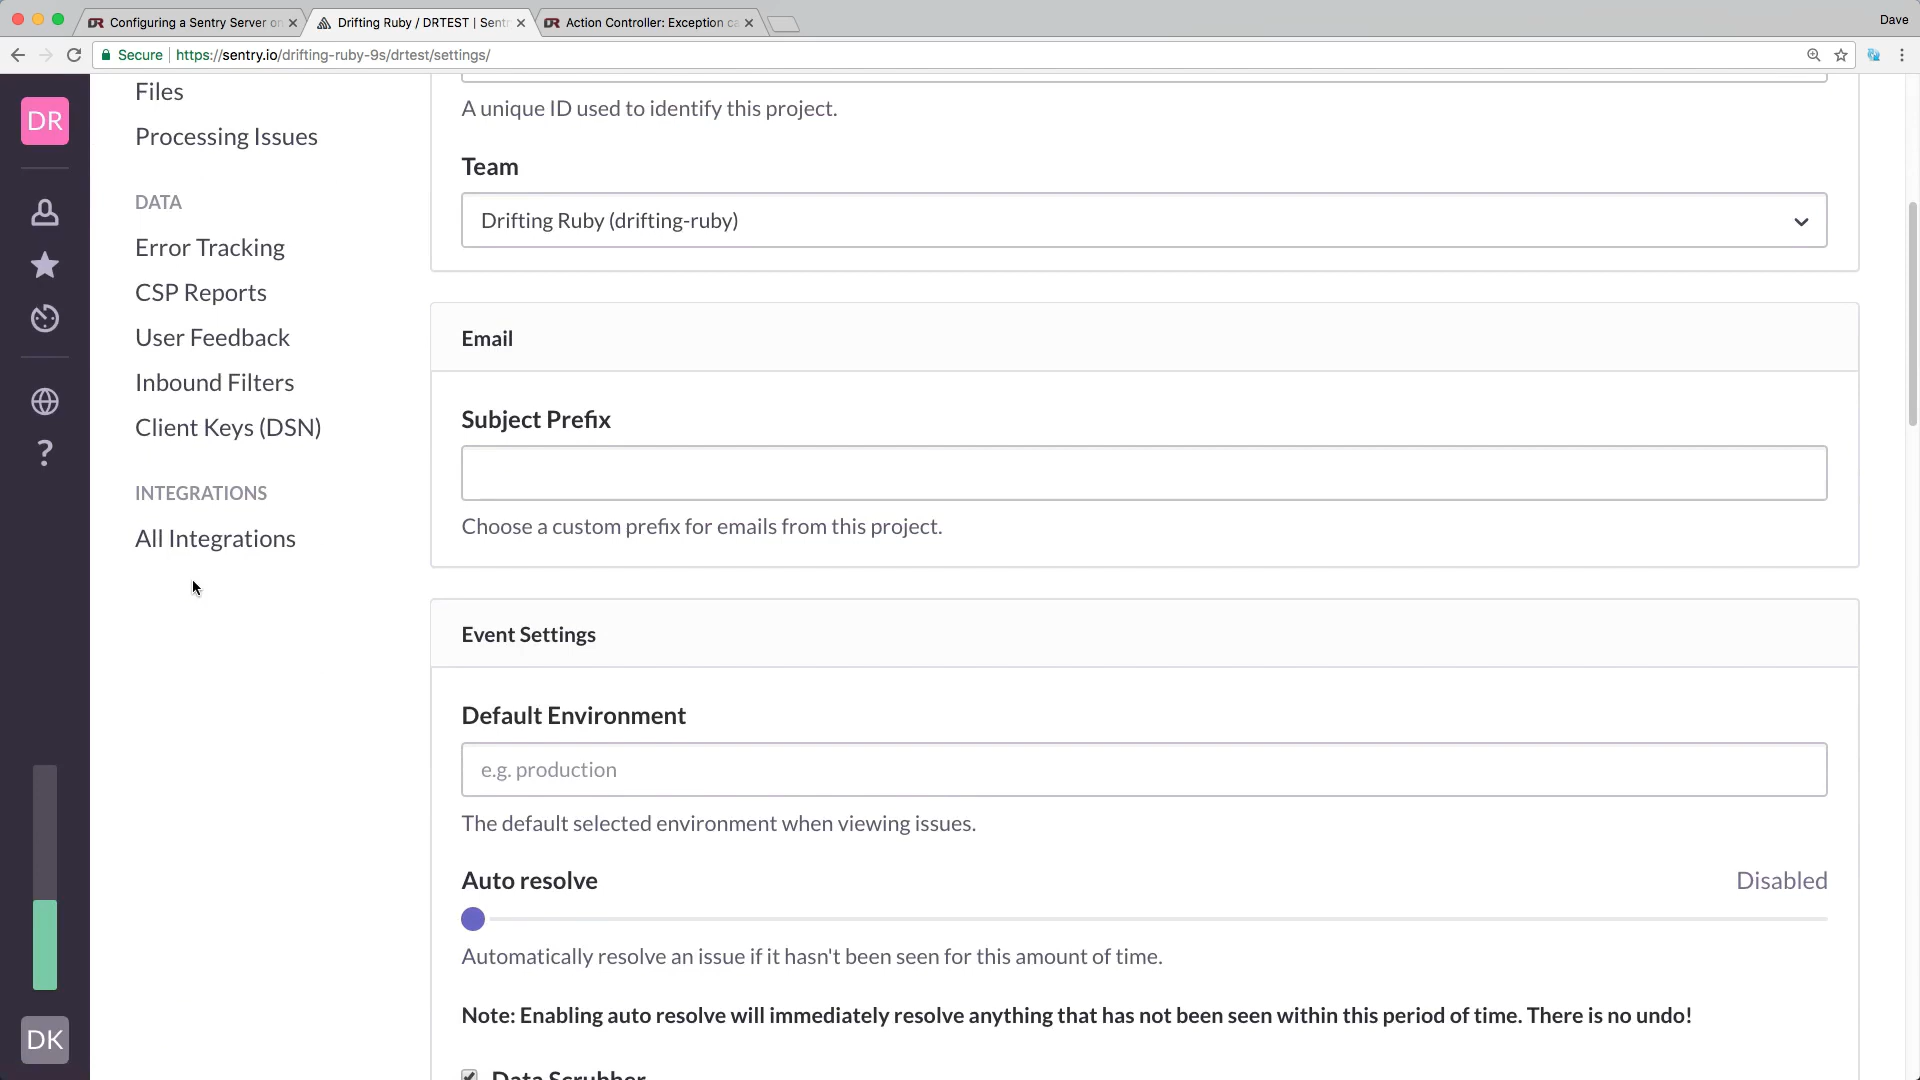 Configuring a Sentry Server on
Drifting Ruby / DRTEST | Sentr
Action Controller: Exception ca
Dave
Secure
https://sentry.io/drifting-ruby-9s/drtest/settings/
DR
Files
Processing Issues
DATA
Error Tracking
CSP Reports
User Feedback
Inbound Filters
Client Keys (DSN)
INTEGRATIONS
All Integrations
DK
A unique ID used to identify this project.
Team
Drifting Ruby (drifting-ruby)
Email
Subject Prefix
Choose a custom prefix for emails from this project.
Event Settings
Default Environment
e.g. production
The default selected environment when viewing issues.
Auto resolve
Disabled
Automatically resolve an issue if it hasn't been seen for this amount of time.
Note: Enabling auto resolve will immediately resolve anything that has not been seen within this period of time. There is no undo!
Data Scrubber